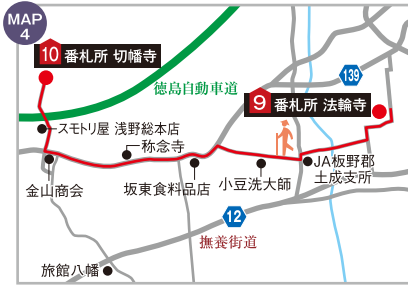 MAP
4
10 番札所 切幡寺
徳島自動車道
139
9 番札所 法輪寺
スモトリ屋 浅野総本店
称念寺
金山商会
坂東食料品店
小豆洗大師
JA板野郡
土成支所
12
撫養街道
旅館八幡